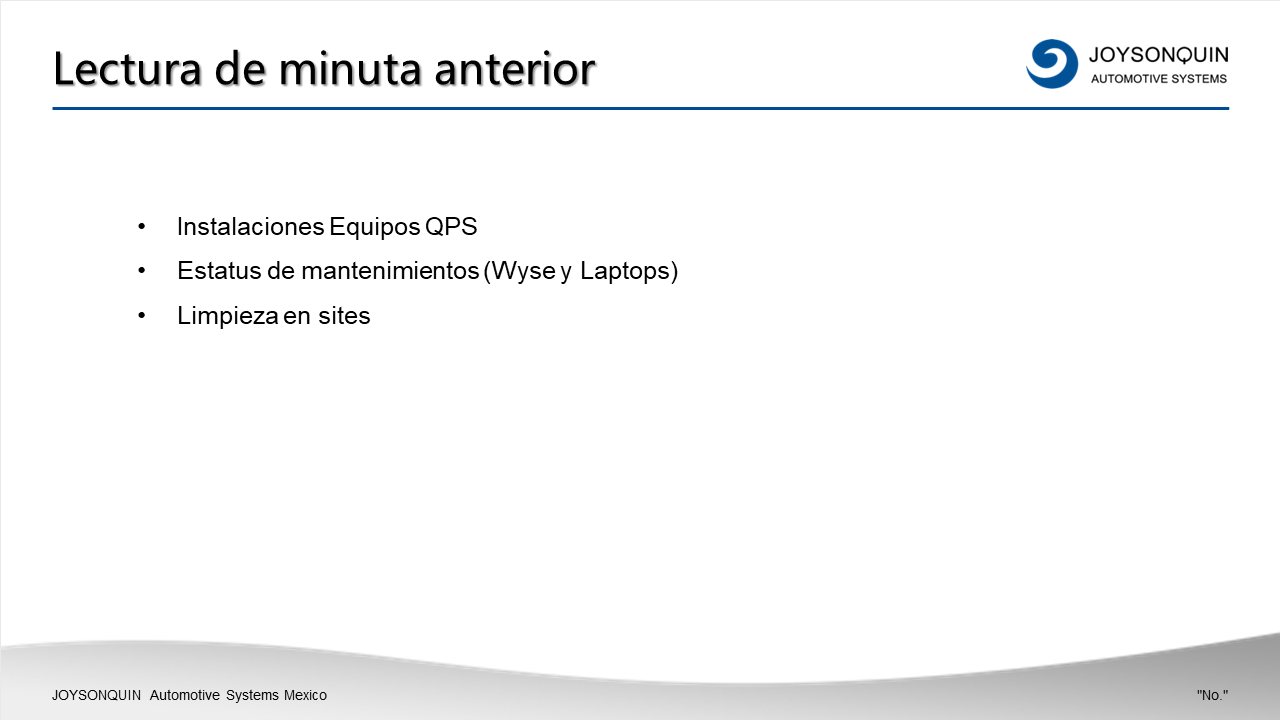 Lectura de minuta anterior
JOYSONQUIN
AUTOMOTIVE SYSTEMS
• Instalaciones Equipos QPS
• Estatus de mantenimientos (Wyse y Laptops)
• Limpieza en sites
JOYSONQUIN Automotive Systems Mexico
"No."